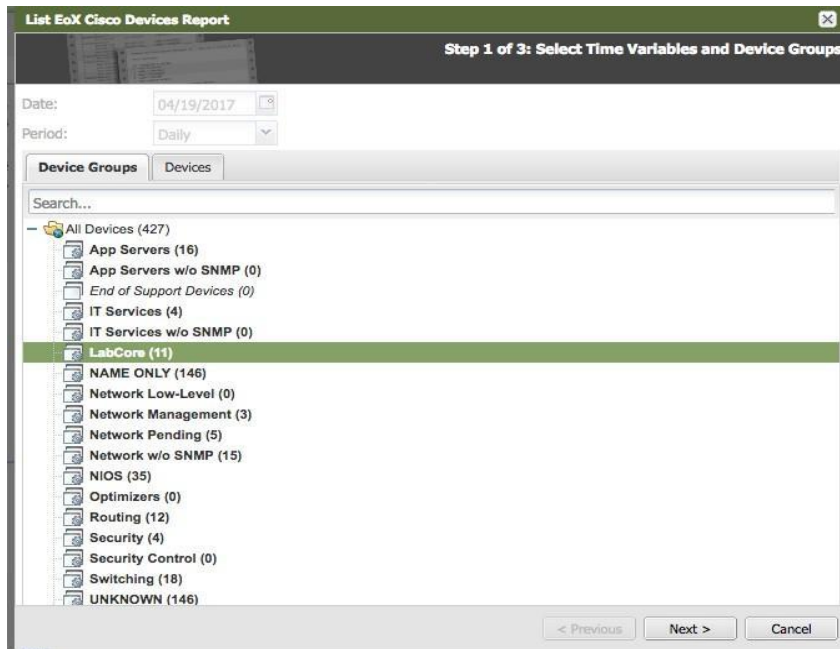 List EoX Cisco Devices Report
Step 1 of 3: Select Time Variables and Device Groups
Date: 04/19/2017
Period: Daily
Device Groups Devices
Search...
All Devices (427)
App Servers (16)
App Servers w/o SNMP (0)
End of Support Devices (0)
IT Services (4)
IT Services w/o SNMP (0)
LabCore (11)
NAME ONLY (146)
Network Low-Level (0)
Network Management (3)
Network Pending (5)
Network w/o SNMP (15)
NIOS (35)
Optimizers (0)
Routing (12)
Security (4)
Security Control (0)
Switching (18)
UNKNOWN (146)
< Previous Next > Cancel